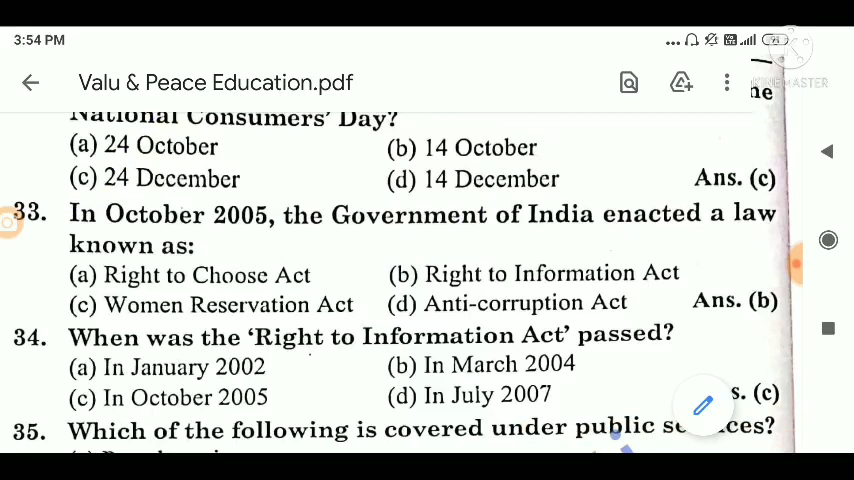 3:54 PM
Valu & Peace Education.pdf
KINEMASTER
National Consumers' Day?
(a) 24 October (b) 14 October
(c) 24 December (d) 14 December Ans. (c)
33. In October 2005, the Government of India enacted a law
known as:
(a) Right to Choose Act (b) Right to Information Act
(c) Women Reservation Act (d) Anti-corruption Act Ans. (b)
34. When was the 'Right to Information Act' passed?
(a) In January 2002 (b) In March 2004
(c) In October 2005 (d) In July 2007 s. (c)
35. Which of the following is covered under public